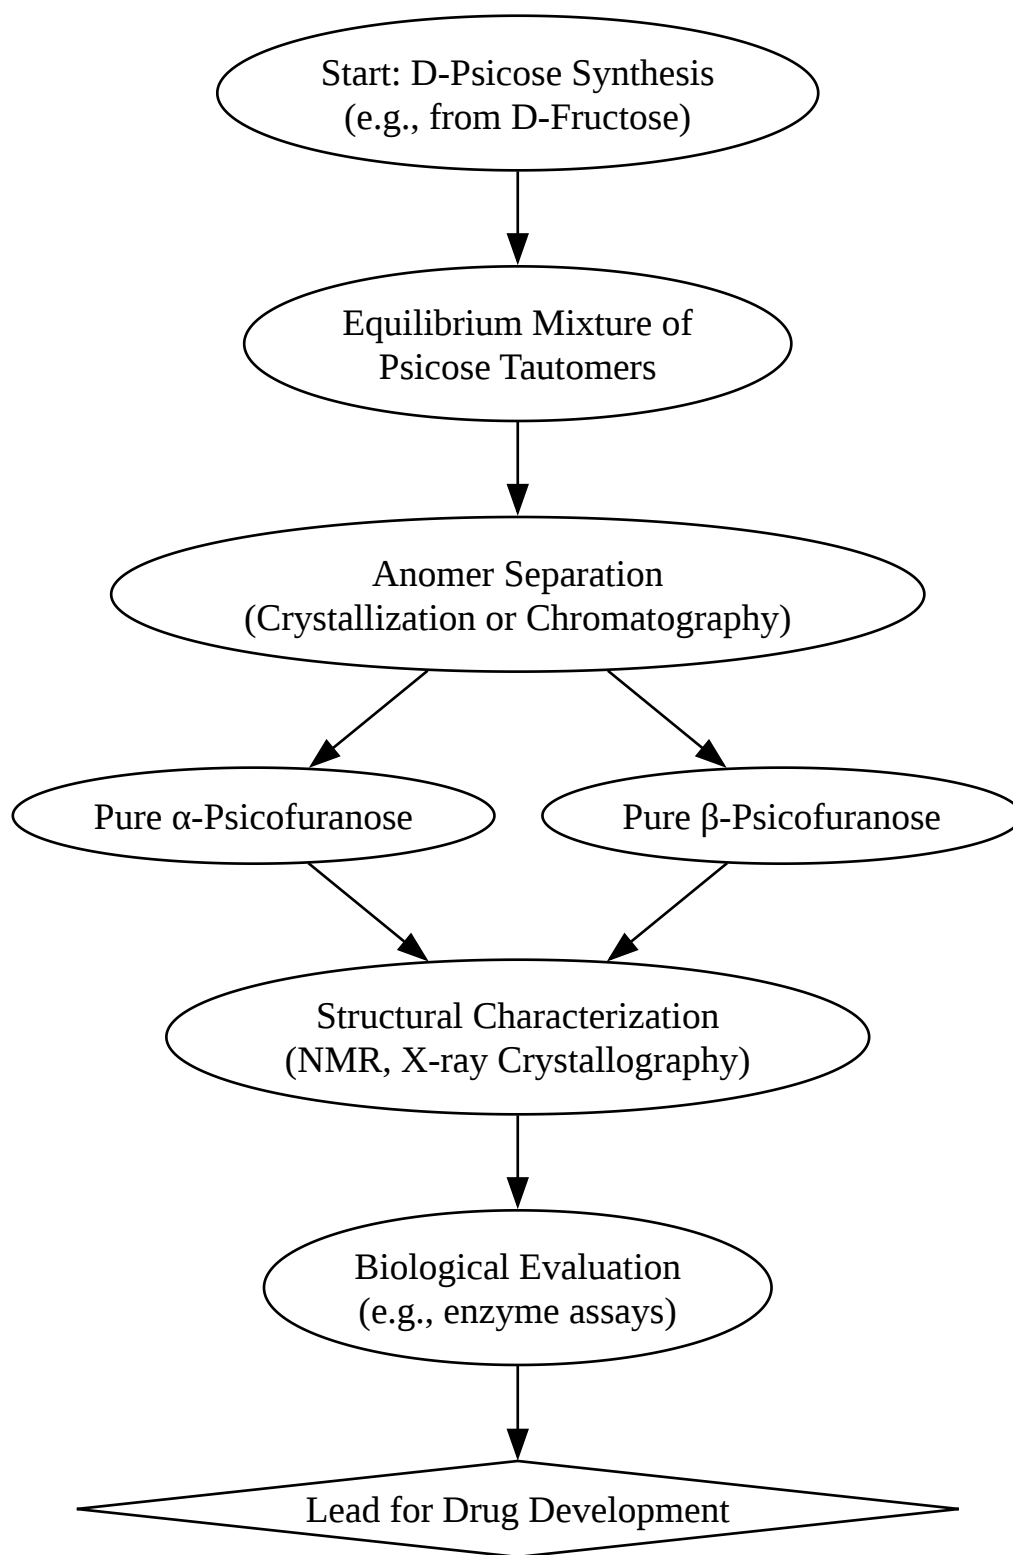 Start: D-Psicose Synthesis
(e.g., from D-Fructose)
Equilibrium Mixture of
Psicose Tautomers
Anomer Separation
(Crystallization or Chromatography)
Pure α-Psicofuranose
Pure β-Psicofuranose
Structural Characterization
(NMR, X-ray Crystallography)
Biological Evaluation
(e.g., enzyme assays)
Lead for Drug Development